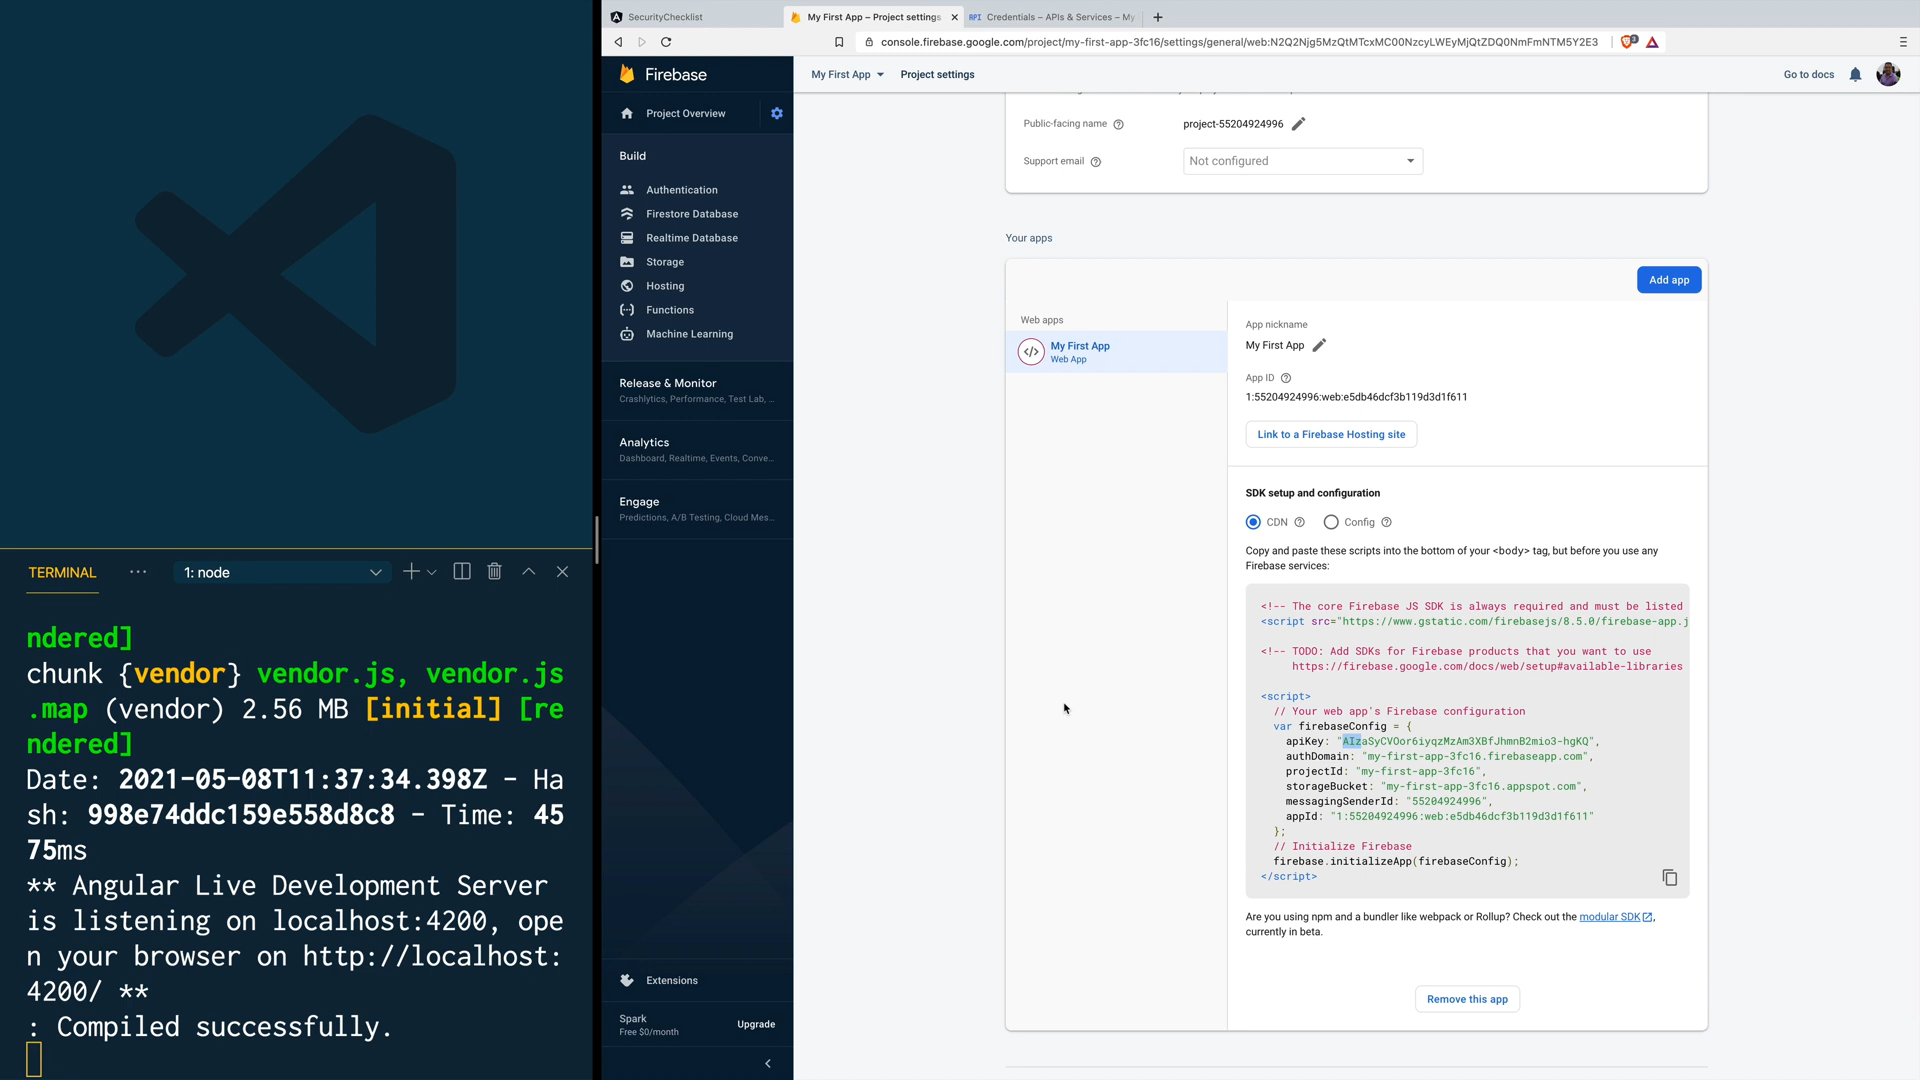 TERMINAL
1: node
ndered]
chunk {vendor} vendor.js, vendor.js
.map (vendor) 2.56 MB [initial] [re
ndered]
Date: 2021-05-08T11:37:34.398Z - Ha
sh: 998e74ddc159e558d8c8 - Time: 45
75ms
** Angular Live Development Server
is listening on localhost:4200, ope
n your browser on http://localhost:
4200/ **
: Compiled successfully.
SecurityChecklist
My First App – Project settings
API Credentials – APIs & Services – My
console.firebase.google.com/project/my-first-app-3fc16/settings/general/web:N2Q2Njg5MzQtMTcxMC00NzcyLWEyMjQtZDQ0NmFmNTM5Y2E3
Firebase
Project Overview
Build
Authentication
Firestore Database
Realtime Database
Storage
Hosting
Functions
Machine Learning
Release & Monitor
Crashlytics, Performance, Test Lab, ...
Analytics
Dashboard, Realtime, Events, Conve...
Engage
Predictions, A/B Testing, Cloud Mes...
Extensions
Spark
Free $0/month
Upgrade
My First App
Project settings
Go to docs
Public-facing name
project-55204924996
Support email
Not configured
Your apps
Add app
Web apps
My First App
Web App
App nickname
My First App
App ID
1:55204924996:web:e5db46dcf3b119d3d1f611
Link to a Firebase Hosting site
SDK setup and configuration
CDN
Config
Copy and paste these scripts into the bottom of your <body> tag, but before you use any
Firebase services:
<!-- The core Firebase JS SDK is always required and must be listed
<script src="https://www.gstatic.com/firebasejs/8.5.0/firebase-app.j
<!-- TODO: Add SDKs for Firebase products that you want to use
https://firebase.google.com/docs/web/setup#available-libraries
<script>
// Your web app's Firebase configuration
var firebaseConfig = {
apiKey: "AIzaSyCVOor6iyqzMzAm3XBfJhmnB2mio3-hgKQ",
authDomain: "my-first-app-3fc16.firebaseapp.com",
projectId: "my-first-app-3fc16",
storageBucket: "my-first-app-3fc16.appspot.com",
messagingSenderId: "55204924996",
appId: "1:55204924996:web:e5db46dcf3b119d3d1f611"
};
// Initialize Firebase
firebase.initializeApp(firebaseConfig);
</script>
Are you using npm and a bundler like webpack or Rollup? Check out the modular SDK,
currently in beta.
Remove this app